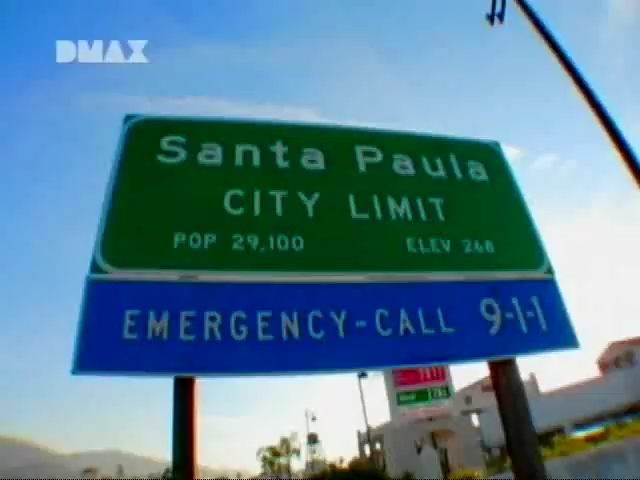 DMAX
Santa Paula
CITY LIMIT
POP 29,100 ELEV 268
EMERGENCY-CALL 9-1-1